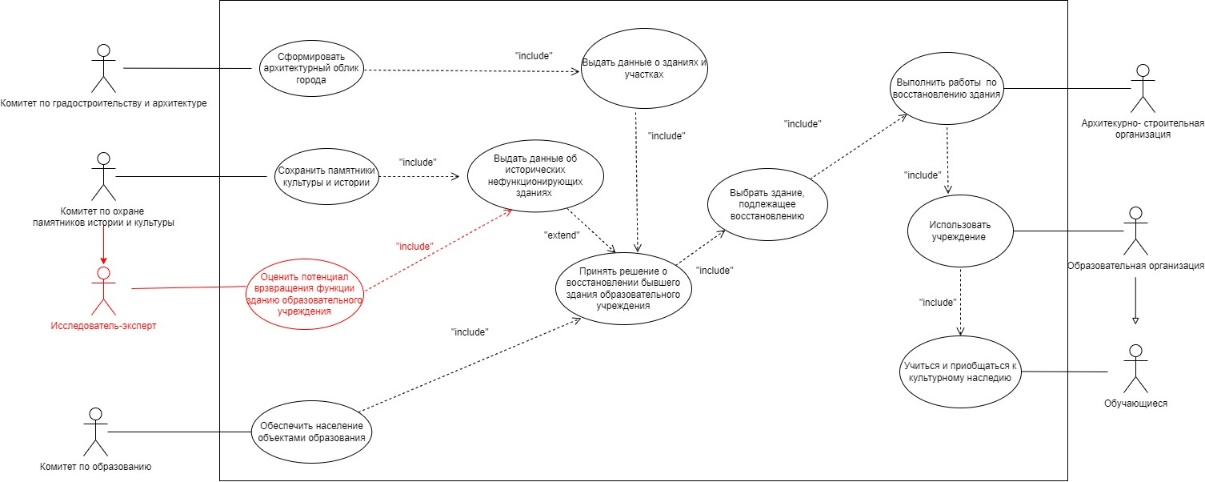 Сформировать
архитектурный облик
города
"include"
Выдать данные о зданиях и
участках
Выполнить работы по
восстановлению здания
Комитет по градостроительству и архитектуре
Архитекурно- строительная
организация
"include"
"include"
Сохранить памятники
культуры и истории
"include"
Выдать данные об
исторических
нефункционирующих
зданиях
"include"
Выбрать здание,
подлежащее
восстановлению
Комитет по охране
памятников истории и культуры
"extend"
"include"
Использовать
учреждение
Образовательная организация
Оценить потенциал
врзвращения функции
зданию образовательного
учреждения
Принять решение о
восстановлении бывшего
здания образовательного
учреждения
"include"
"include"
Исследователь-эксперт
"include"
Учиться и приобщаться к
культурному наследию
Обучающиеся
Обеспечить население
объектами образования
Комитет по образованию